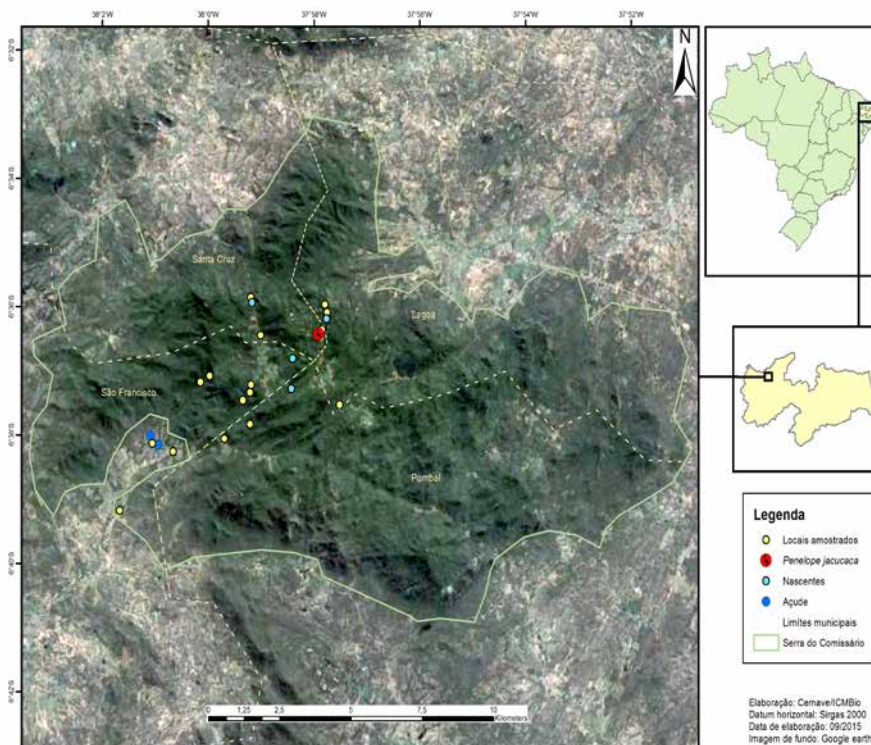 38°2'W 38°0'W 37°58'W 37°56'W 37°54'W 37°52'W
6°32'S
6°34'S
6°36'S
6°38'S
6°40'S
6°42'S
N
Santa Cruz
Lagoa
São Francisco
Pombal
0 1,25 2,5 5 7,5 10
Kilometers
Legenda
Locais amostrados
Penelope jacucaca
Nascentes
Açude
Limites municipais
Serra do Comissário
Elaboração: Cemave/ICMBio
Datum horizontal: Sirgas 2000
Data de elaboração: 09/2015
Imagem de fundo: Google earth